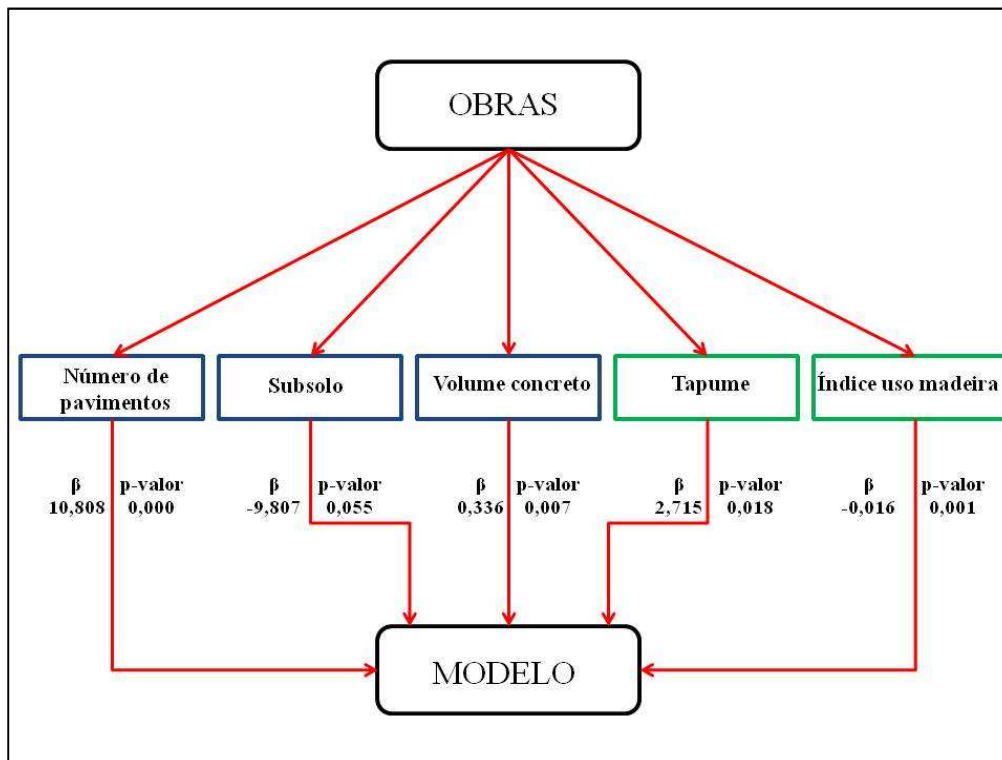 OBRAS
Número de
pavimentos
Subsolo
Volume concreto
Tapume
Índice uso madeira
β p-valor
10,808 0,000
β p-valor
-9,807 0,055
β p-valor
0,336 0,007
β p-valor
2,715 0,018
β p-valor
-0,016 0,001
MODELO